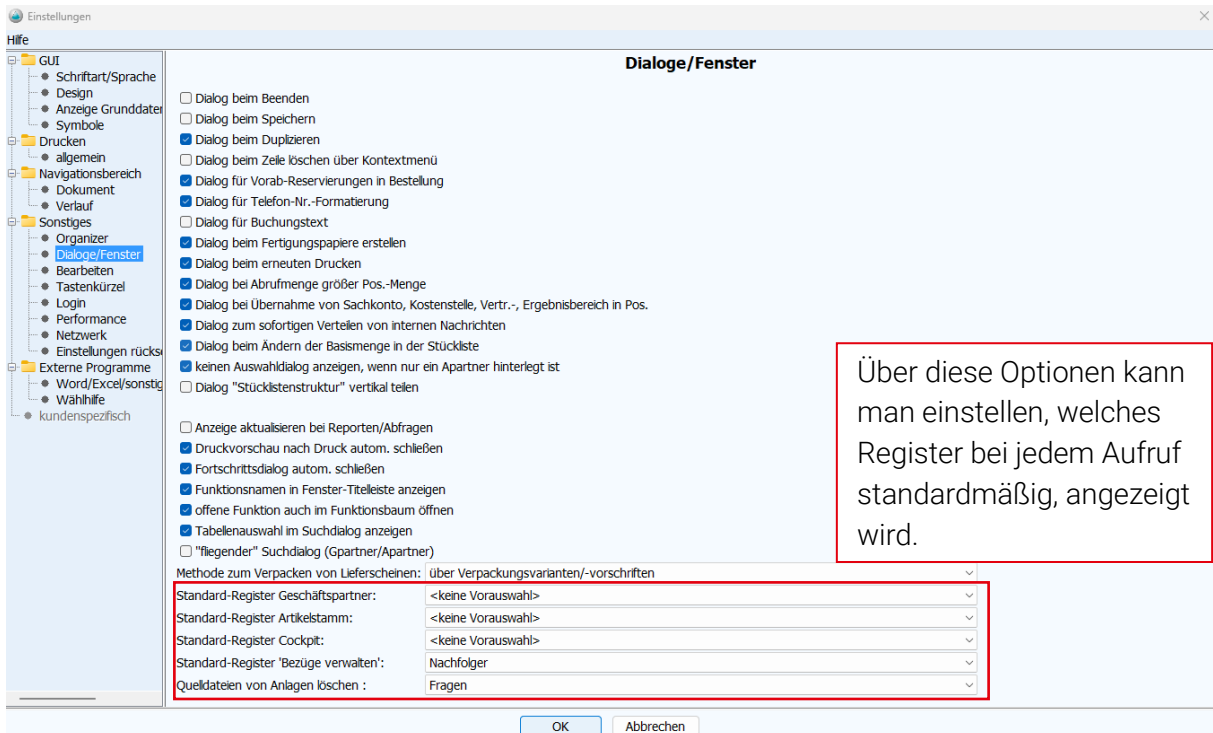 Einstellungen
Hilfe
GUI
Schriftart/Sprache
Design
Anzeige Grunddaten
Symbole
Drucken
allgemein
Navigationsbereich
Dokument
Verlauf
Sonstiges
Organizer
Dialoge/Fenster
Bearbeiten
Tastenkürzel
Login
Performance
Netzwerk
Einstellungen rückse
Externe Programme
Word/Excel/sonstig
Wählhilfe
kundenspezifisch
Dialoge/Fenster
Dialog beim Beenden
Dialog beim Speichern
Dialog beim Duplizieren
Dialog beim Zeile löschen über Kontextmenü
Dialog für Vorab-Reservierungen in Bestellung
Dialog für Telefon-Nr.-Formatierung
Dialog für Buchungstext
Dialog beim Fertigungspapiere erstellen
Dialog beim erneuten Drucken
Dialog bei Abrufmenge größer Pos.-Menge
Dialog bei Übernahme von Sachkonto, Kostenstelle, Vertr.-, Ergebnisbereich in Pos.
Dialog zum sofortigen Verteilen von internen Nachrichten
Dialog beim Ändern der Basismenge in der Stückliste
keinen Auswahldialog anzeigen, wenn nur ein Apartner hinterlegt ist
Dialog "Stücklistenstruktur" vertikal teilen
Anzeige aktualisieren bei Reporten/Abfragen
Druckvorschau nach Druck autom. schließen
Fortschrittsdialog autom. schließen
Funktionsnamen in Fenster-Titelleiste anzeigen
offene Funktion auch im Funktionsbaum öffnen
Tabellenauswahl im Suchdialog anzeigen
"fliegender" Suchdialog (Gpartner/Apartner)
Methode zum Verpacken von Lieferscheinen: über Verpackungsvarianten/-vorschriften
Standard-Register Geschäftspartner: <keine Vorauswahl>
Standard-Register Artikelstamm: <keine Vorauswahl>
Standard-Register Cockpit: <keine Vorauswahl>
Standard-Register 'Bezüge verwalten': Nachfolger
Quelldateien von Anlagen löschen : Fragen
Über diese Optionen kann
man einstellen, welches
Register bei jedem Aufruf
standardmäßig, angezeigt
wird.
OK Abbrechen